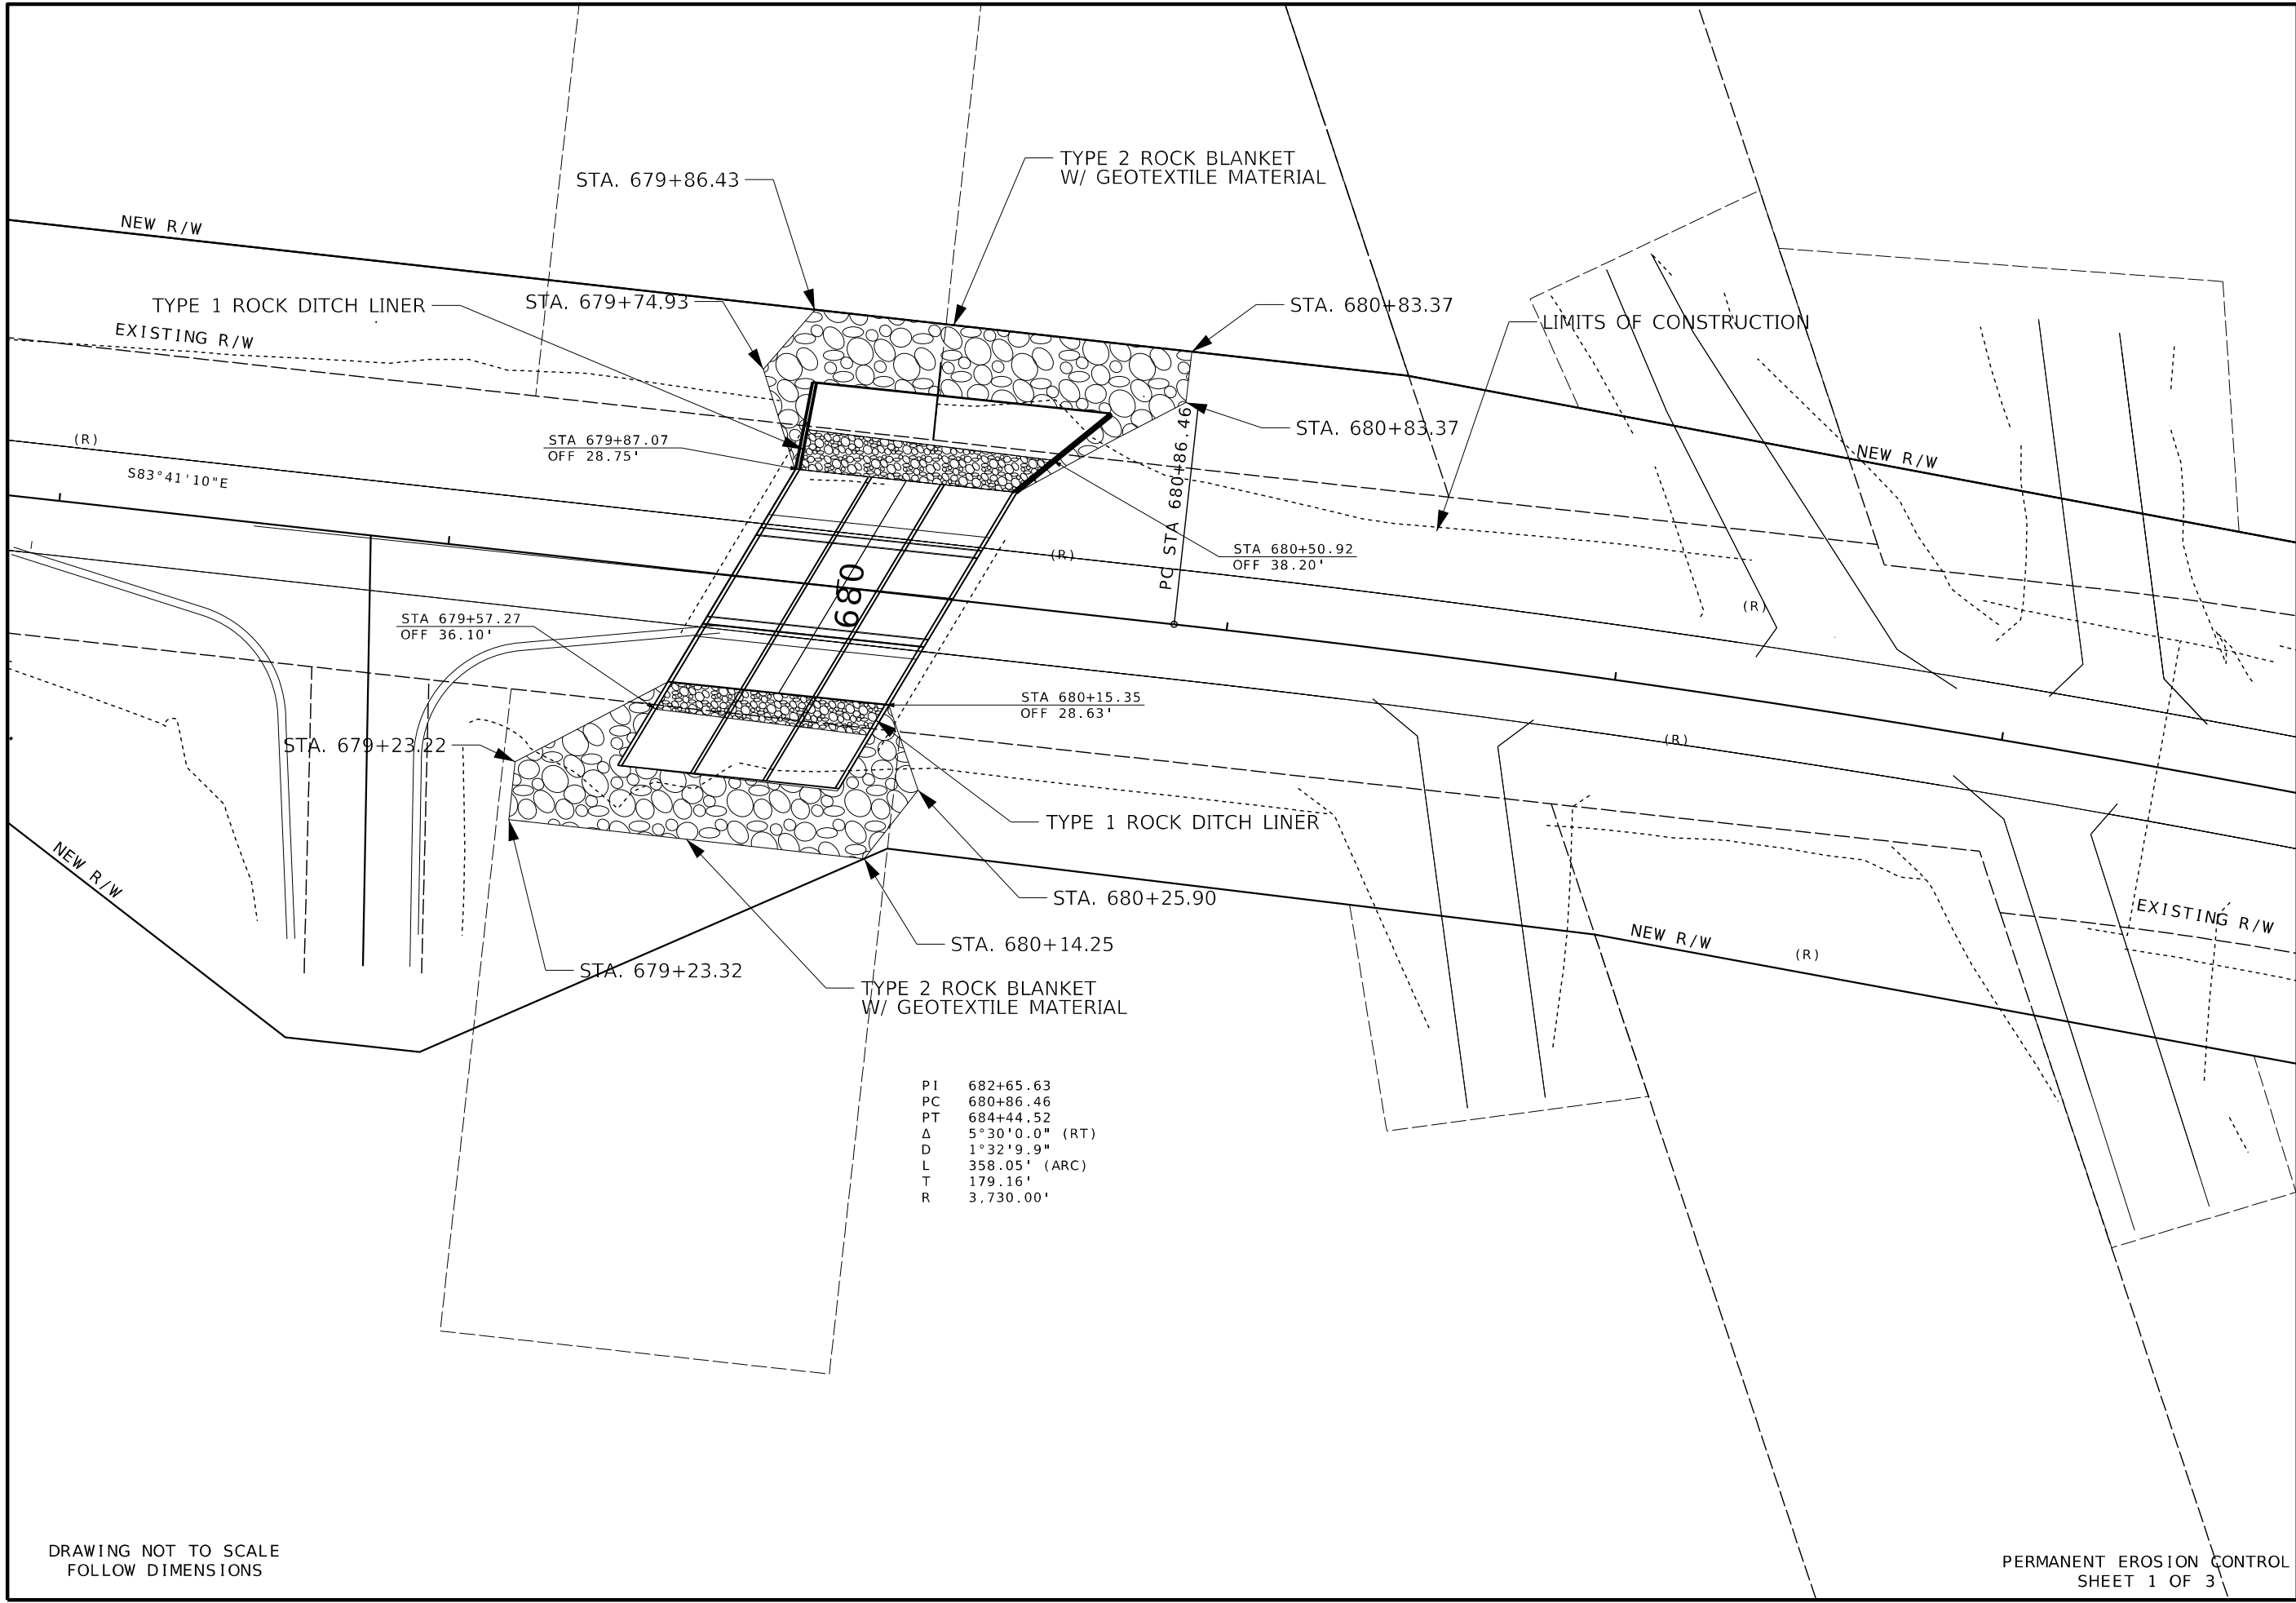 TYPE 2 ROCK BLANKET
W/ GEOTEXTILE MATERIAL
STA. 679+86.43
NEW R/W
TYPE 1 ROCK DITCH LINER
STA. 679+74.93
STA. 680+83.37
LIMITS OF CONSTRUCTION
EXISTING R/W
STA. 680+83.37
(R)
STA 679+87.07
OFF 28.75'
NEW R/W
S83°41'10"E
PC STA 680+86.46
STA 680+50.92
OFF 38.20'
(R)
680
(R)
STA 679+57.27
OFF 36.10'
STA 680+15.35
OFF 28.63'
STA. 679+23.22
(R)
TYPE 1 ROCK DITCH LINER
NEW R/W
STA. 680+25.90
EXISTING R/W
STA. 680+14.25
NEW R/W
(R)
STA. 679+23.32
TYPE 2 ROCK BLANKET
W/ GEOTEXTILE MATERIAL
PI 682+65.63
PC 680+86.46
PT 684+44.52
Δ 5°30'0.0" (RT)
D 1°32'9.9"
L 358.05' (ARC)
T 179.16'
R 3,730.00'
DRAWING NOT TO SCALE
FOLLOW DIMENSIONS
PERMANENT EROSION CONTROL
SHEET 1 OF 3